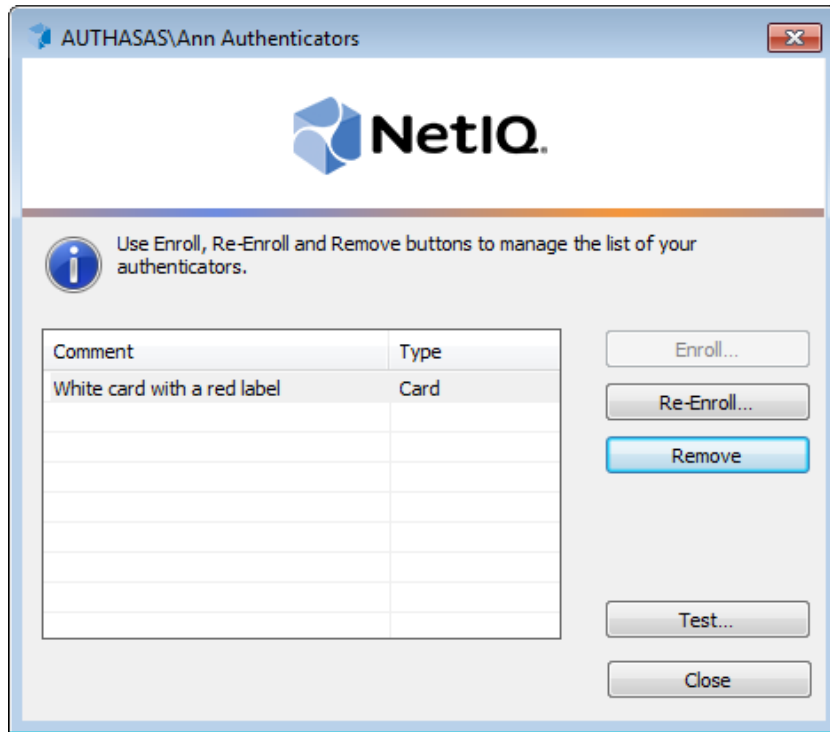 AUTHASAS\Ann Authenticators
NetIQ.
Use Enroll, Re-Enroll and Remove buttons to manage the list of your
authenticators.
Comment Type
White card with a red label Card
Enroll...
Re-Enroll...
Remove
Test...
Close